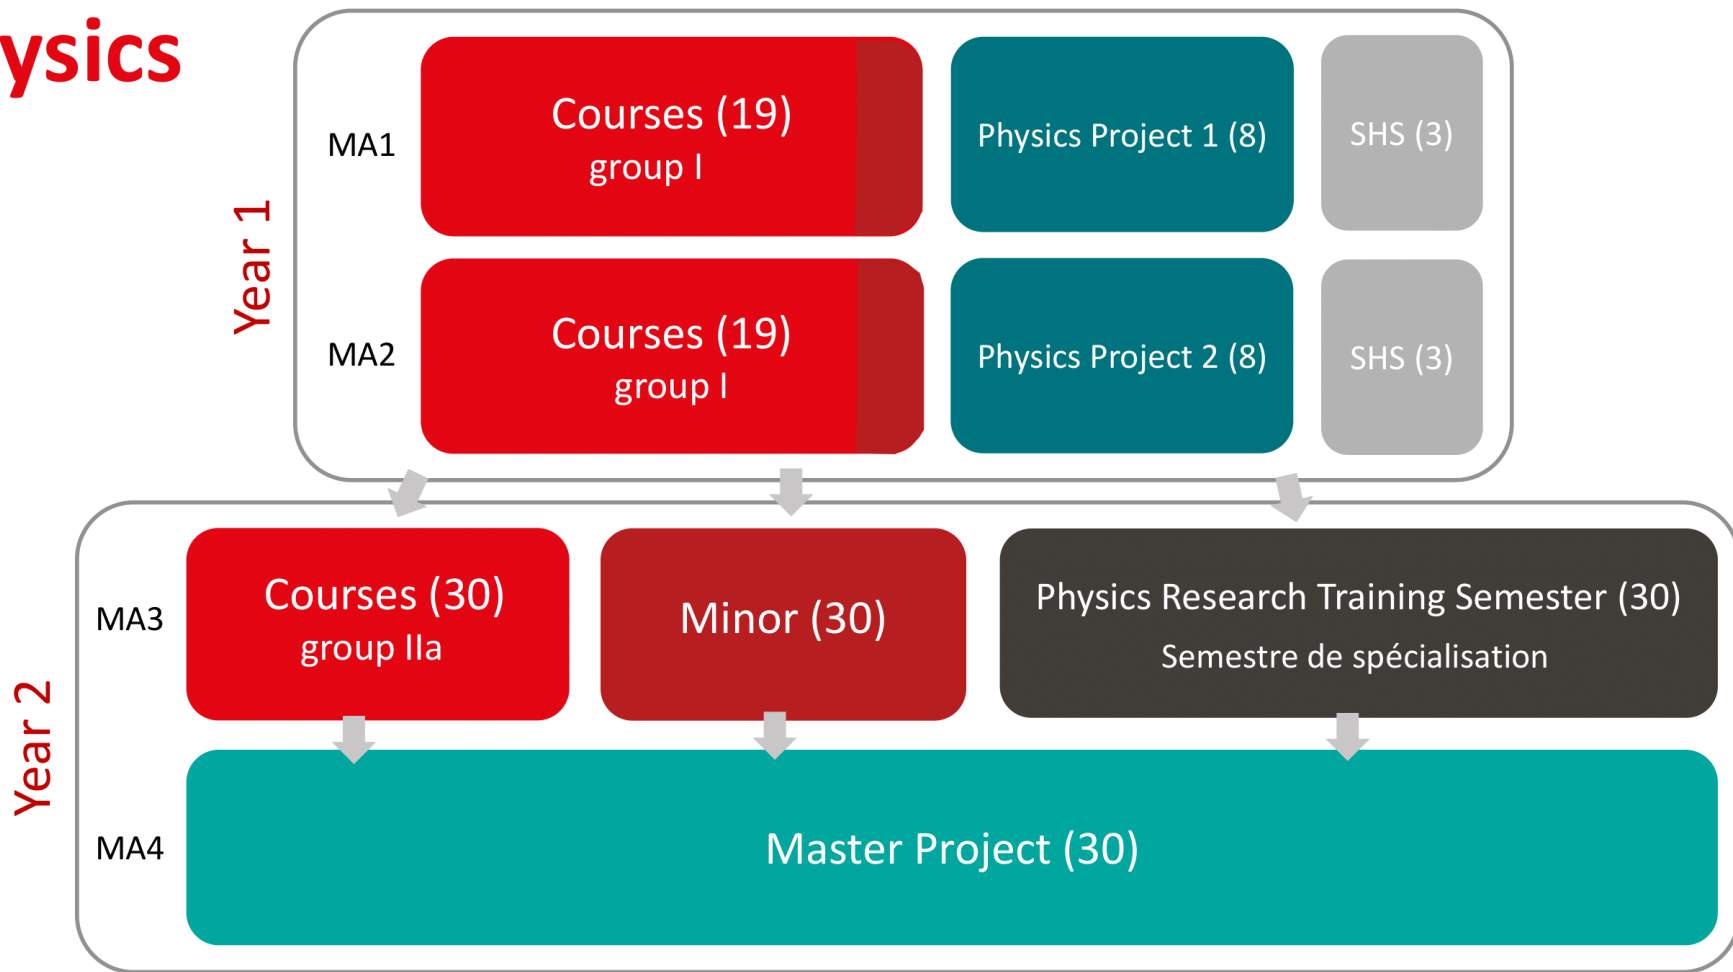 ysics
Year 1
MA1
Courses (19)
group I
Physics Project 1 (8)
SHS (3)
MA2
Courses (19)
group I
Physics Project 2 (8)
SHS (3)
Year 2
MA3
Courses (30)
group IIa
Minor (30)
Physics Research Training Semester (30)
Semestre de spécialisation
MA4
Master Project (30)